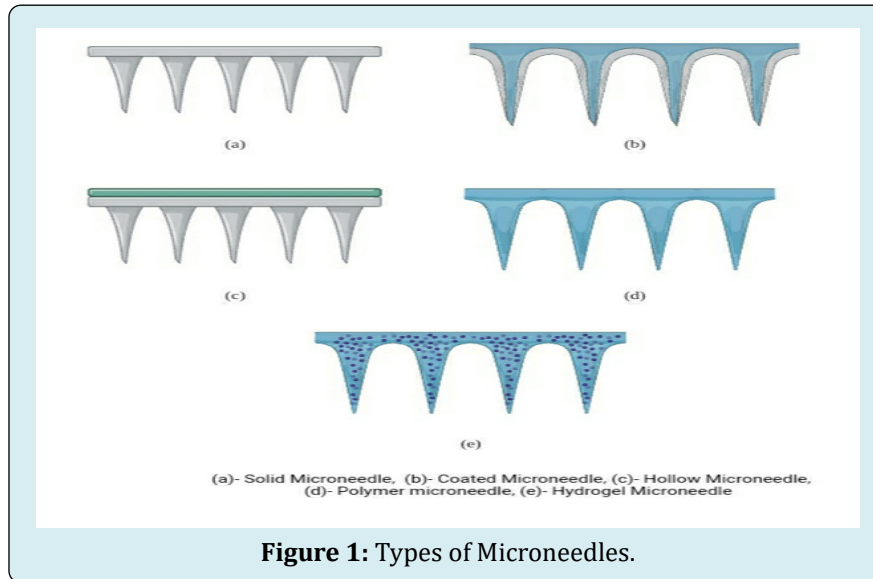 (a)
(b)
(c)
(d)
(e)
(a)- Solid Microneedle, (b)- Coated Microneedle, (c)- Hollow Microneedle,
(d)- Polymer microneedle, (e)- Hydrogel Microneedle
Figure 1: Types of Microneedles.